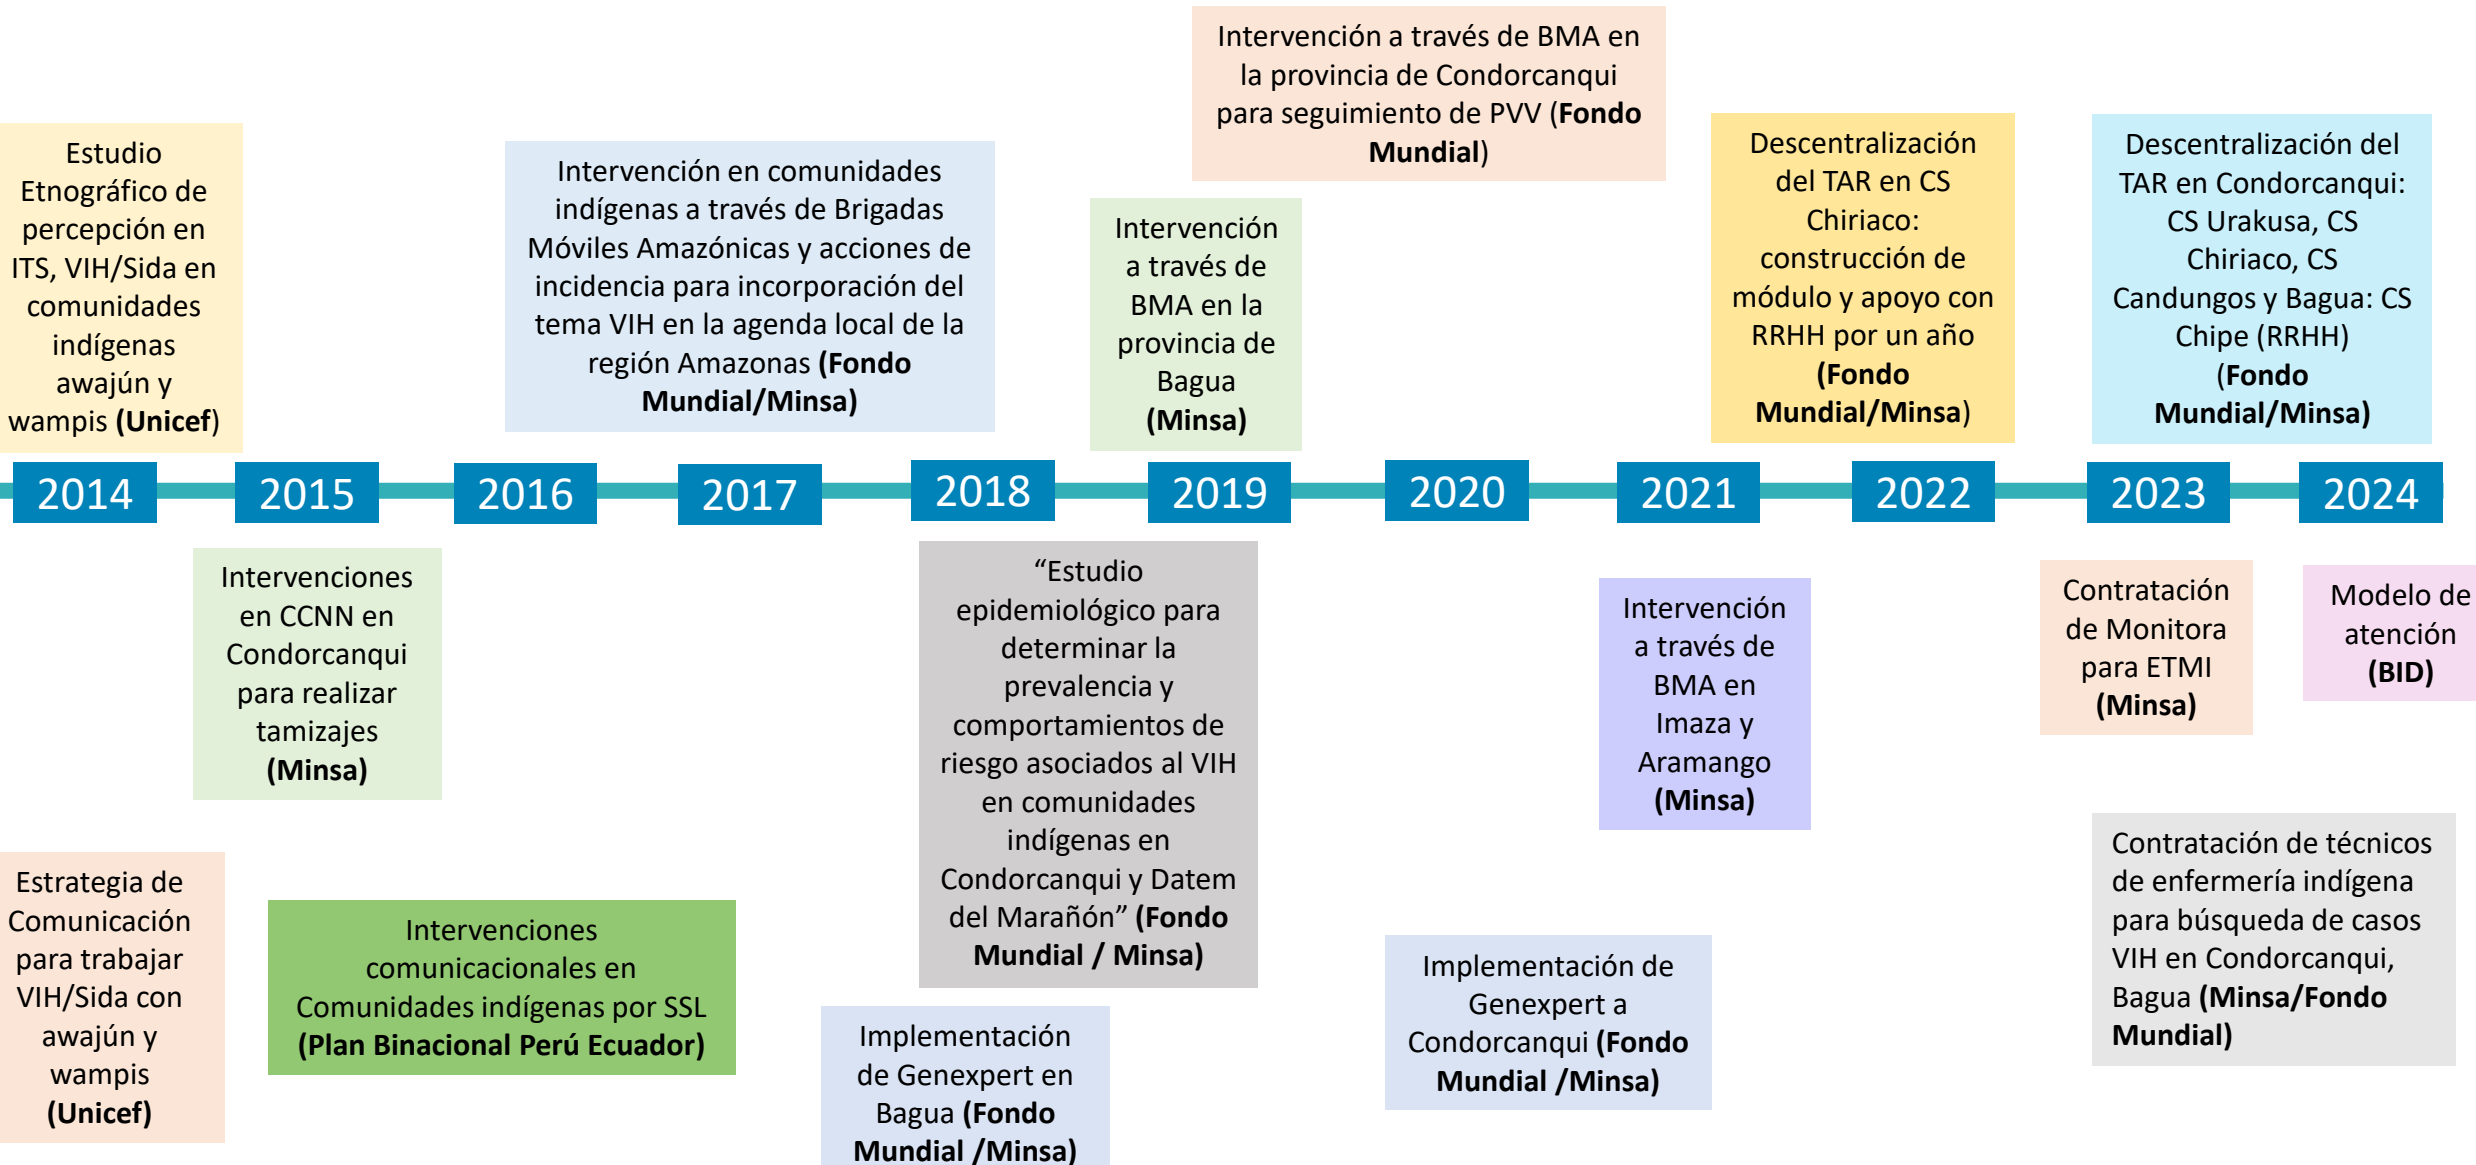 Intervención a través de BMA en
la provincia de Condorcanqui
para seguimiento de PVV (Fondo
Mundial)
Estudio
Etnográfico de
percepción en
ITS, VIH/Sida en
comunidades
indígenas
awajún y
wampis (Unicef)
Intervención en comunidades
indígenas a través de Brigadas
Móviles Amazónicas y acciones de
incidencia para incorporación del
tema VIH en la agenda local de la
región Amazonas (Fondo
Mundial/Minsa)
Intervención
a través de
BMA en la
provincia de
Bagua
(Minsa)
Descentralización
del TAR en CS
Chiriaco:
construcción de
módulo y apoyo con
RRHH por un año
(Fondo
Mundial/Minsa)
Descentralización del
TAR en Condorcanqui:
CS Urakusa, CS
Chiriaco, CS
Candungos y Bagua: CS
Chipe (RRHH)
(Fondo
Mundial/Minsa)
2014
2015
2016
2017
2018
2019
2020
2021
2022
2023
2024
Intervenciones
en CCNN en
Condorcanqui
para realizar
tamizajes
(Minsa)
“Estudio
epidemiológico para
determinar la
prevalencia y
comportamientos de
riesgo asociados al VIH
en comunidades
indígenas en
Condorcanqui y Datem
del Marañón” (Fondo
Mundial / Minsa)
Intervención
a través de
BMA en
Imaza y
Aramango
(Minsa)
Contratación
de Monitora
para ETMI
(Minsa)
Modelo de
atención
(BID)
Estrategia de
Comunicación
para trabajar
VIH/Sida con
awajún y
wampis
(Unicef)
Intervenciones
comunicacionales en
Comunidades indígenas por SSL
(Plan Binacional Perú Ecuador)
Implementación
de Genexpert en
Bagua (Fondo
Mundial /Minsa)
Implementación de
Genexpert a
Condorcanqui (Fondo
Mundial /Minsa)
Contratación de técnicos
de enfermería indígena
para búsqueda de casos
VIH en Condorcanqui,
Bagua (Minsa/Fondo
Mundial)